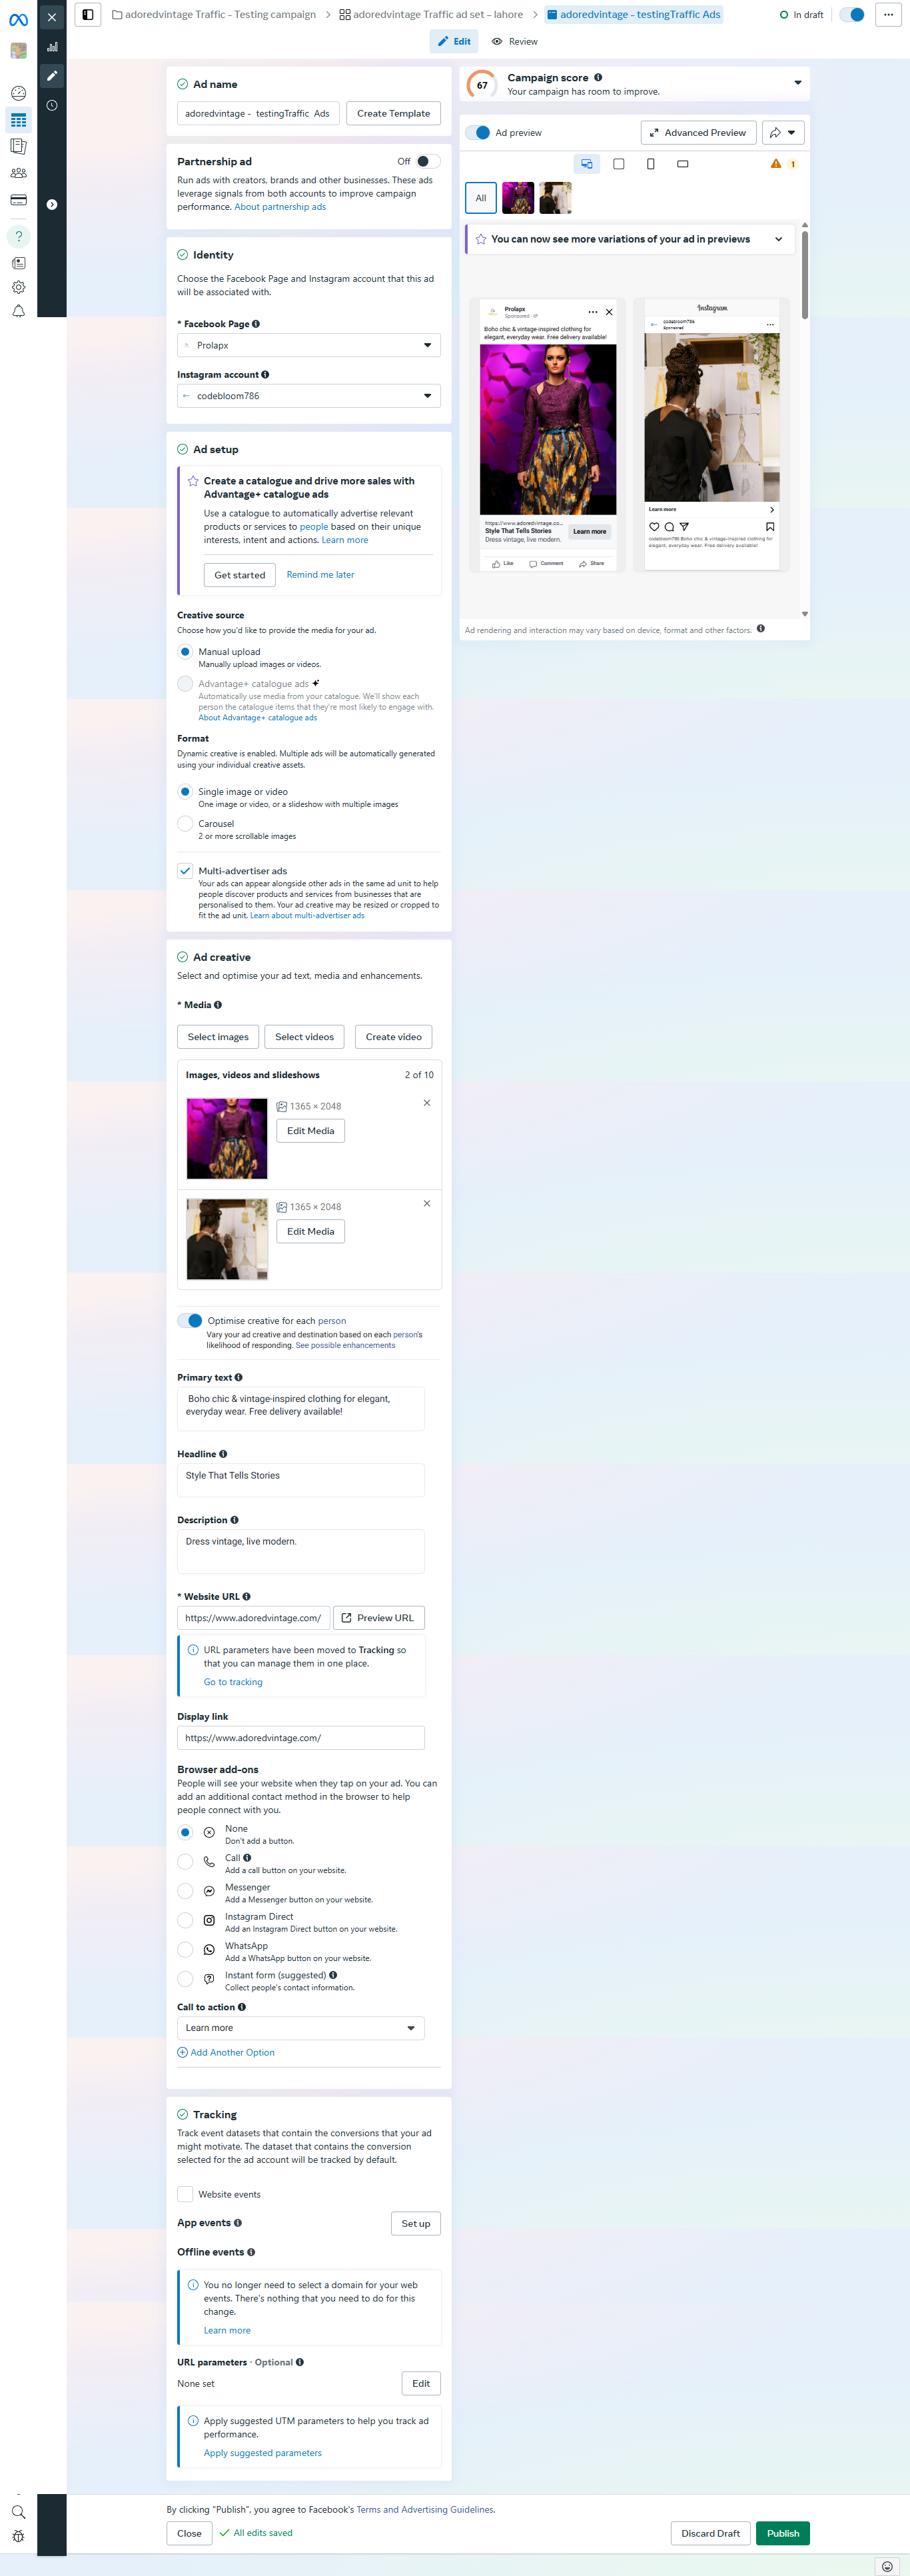 adoredvintage Traffic - Testing campaign
adoredvintage Traffic ad set – lahore
adoredvintage - testingTraffic Ads
In draft
Edit
Review
Ad name
adoredvintage - testingTraffic Ads
Create Template
Partnership ad
Off
Run ads with creators, brands and other businesses. These ads
leverage signals from both accounts to improve campaign
performance. About partnership ads
Identity
Choose the Facebook Page and Instagram account that this ad
will be associated with.
* Facebook Page
Prolapx
Instagram account
codebloom786
Ad setup
Create a catalogue and drive more sales with
Advantage+ catalogue ads
Use a catalogue to automatically advertise relevant
products or services to people based on their unique
interests, intent and actions. Learn more
Get started
Remind me later
Creative source
Choose how you'd like to provide the media for your ad.
Manual upload
Manually upload images or videos.
Advantage+ catalogue ads
Automatically use media from your catalogue. We'll show each
person the catalogue items that they're most likely to engage with.
About Advantage+ catalogue ads
Format
Dynamic creative is enabled. Multiple ads will be automatically generated
using your individual creative assets.
Single image or video
One image or video, or a slideshow with multiple images
Carousel
2 or more scrollable images
Multi-advertiser ads
Your ads can appear alongside other ads in the same ad unit to help
people discover products and services from businesses that are
personalised to them. Your ad creative may be resized or cropped to
fit the ad unit. Learn about multi-advertiser ads
Ad creative
Select and optimise your ad text, media and enhancements.
* Media
Select images
Select videos
Create video
Images, videos and slideshows
2 of 10
1365 × 2048
Edit Media
1365 × 2048
Edit Media
Optimise creative for each person
Vary your ad creative and destination based on each person's
likelihood of responding. See possible enhancements
Primary text
Boho chic & vintage-inspired clothing for elegant,
everyday wear. Free delivery available!
Headline
Style That Tells Stories
Description
Dress vintage, live modern.
* Website URL
https://www.adoredvintage.com/
Preview URL
URL parameters have been moved to Tracking so
that you can manage them in one place.
Go to tracking
Display link
https://www.adoredvintage.com/
Browser add-ons
People will see your website when they tap on your ad. You can
add an additional contact method in the browser to help
people connect with you.
None
Don't add a button.
Call
Add a call button on your website.
Messenger
Add a Messenger button on your website.
Instagram Direct
Add an Instagram Direct button on your website.
WhatsApp
Add a WhatsApp button on your website.
Instant form (suggested)
Collect people's contact information.
Call to action
Learn more
Add Another Option
Tracking
Track event datasets that contain the conversions that your ad
might motivate. The dataset that contains the conversion
selected for the ad account will be tracked by default.
Website events
App events
Set up
Offline events
You no longer need to select a domain for your web
events. There's nothing that you need to do for this
change.
Learn more
URL parameters · Optional
None set
Edit
Apply suggested UTM parameters to help you track ad
performance.
Apply suggested parameters
67
Campaign score
Your campaign has room to improve.
Ad preview
Advanced Preview
1
All
You can now see more variations of your ad in previews
Prolapx
Sponsored
Boho chic & vintage-inspired clothing for
elegant, everyday wear. Free delivery available!
https://www.adoredvintage.co...
Style That Tells Stories
Dress vintage, live modern.
Learn more
Like
Comment
Share
Instagram
codebloom786
Sponsored
Learn more
codebloom786 Boho chic & vintage-inspired clothing for
elegant, everyday wear. Free delivery available!
Ad rendering and interaction may vary based on device, format and other factors.
By clicking "Publish", you agree to Facebook's Terms and Advertising Guidelines.
Close
All edits saved
Discard Draft
Publish